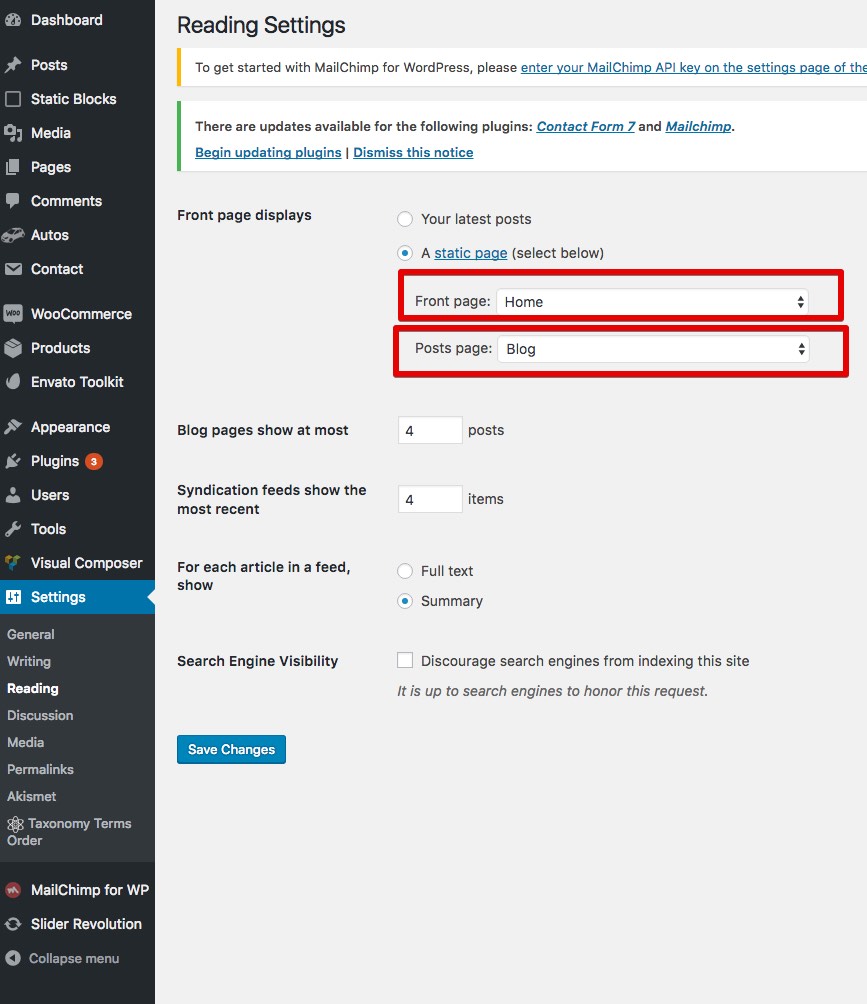 Dashboard
Posts
Static Blocks
Media
Pages
Comments
Autos
Contact
WOO
WooCommerce
Products
Envato Toolkit
Appearance
Plugins 3
Users
Tools
Visual Composer
Settings
General
Writing
Reading
Discussion
Media
Permalinks
Akismet
Taxonomy Terms
Order
MailChimp for WP
Slider Revolution
Collapse menu
Reading Settings
To get started with MailChimp for WordPress, please enter your MailChimp API key on the settings page of the
There are updates available for the following plugins: Contact Form 7 and Mailchimp.
Begin updating plugins | Dismiss this notice
Front page displays
Your latest posts
A static page (select below)
Front page: Home
Posts page: Blog
Blog pages show at most 4 posts
Syndication feeds show the
most recent
4 items
For each article in a feed,
show
Full text
Summary
Search Engine Visibility
Discourage search engines from indexing this site
It is up to search engines to honor this request.
Save Changes